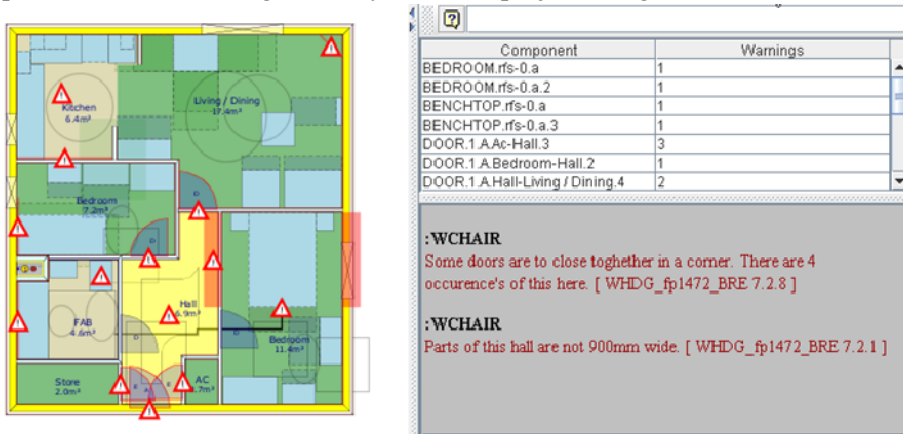 Kitchen
6.4m²
Living / Dining
17.4m²
Bedroom
7.2m²
Hall
6.9m²
FAB
4.6m²
Bedroom
11.4m²
Store
2.0m²
AC
.7m²
Component Warnings
BEDROOM.rfs-0.a 1
BEDROOM.rfs-0.a.2 1
BENCHTOP.rfs-0.a 1
BENCHTOP.rfs-0.a.3 1
DOOR.1.A.Ac-Hall.3 3
DOOR.1.A.Bedroom-Hall.2 1
DOOR.1.A.Hall-Living / Dining.4 2
:WCHAIR
Some doors are to close toghether in a corner. There are 4
occurence's of this here. [ WHDG_fp1472_BRE 7.2.8 ]
:WCHAIR
Parts of this hall are not 900mm wide. [ WHDG_fp1472_BRE 7.2.1 ]